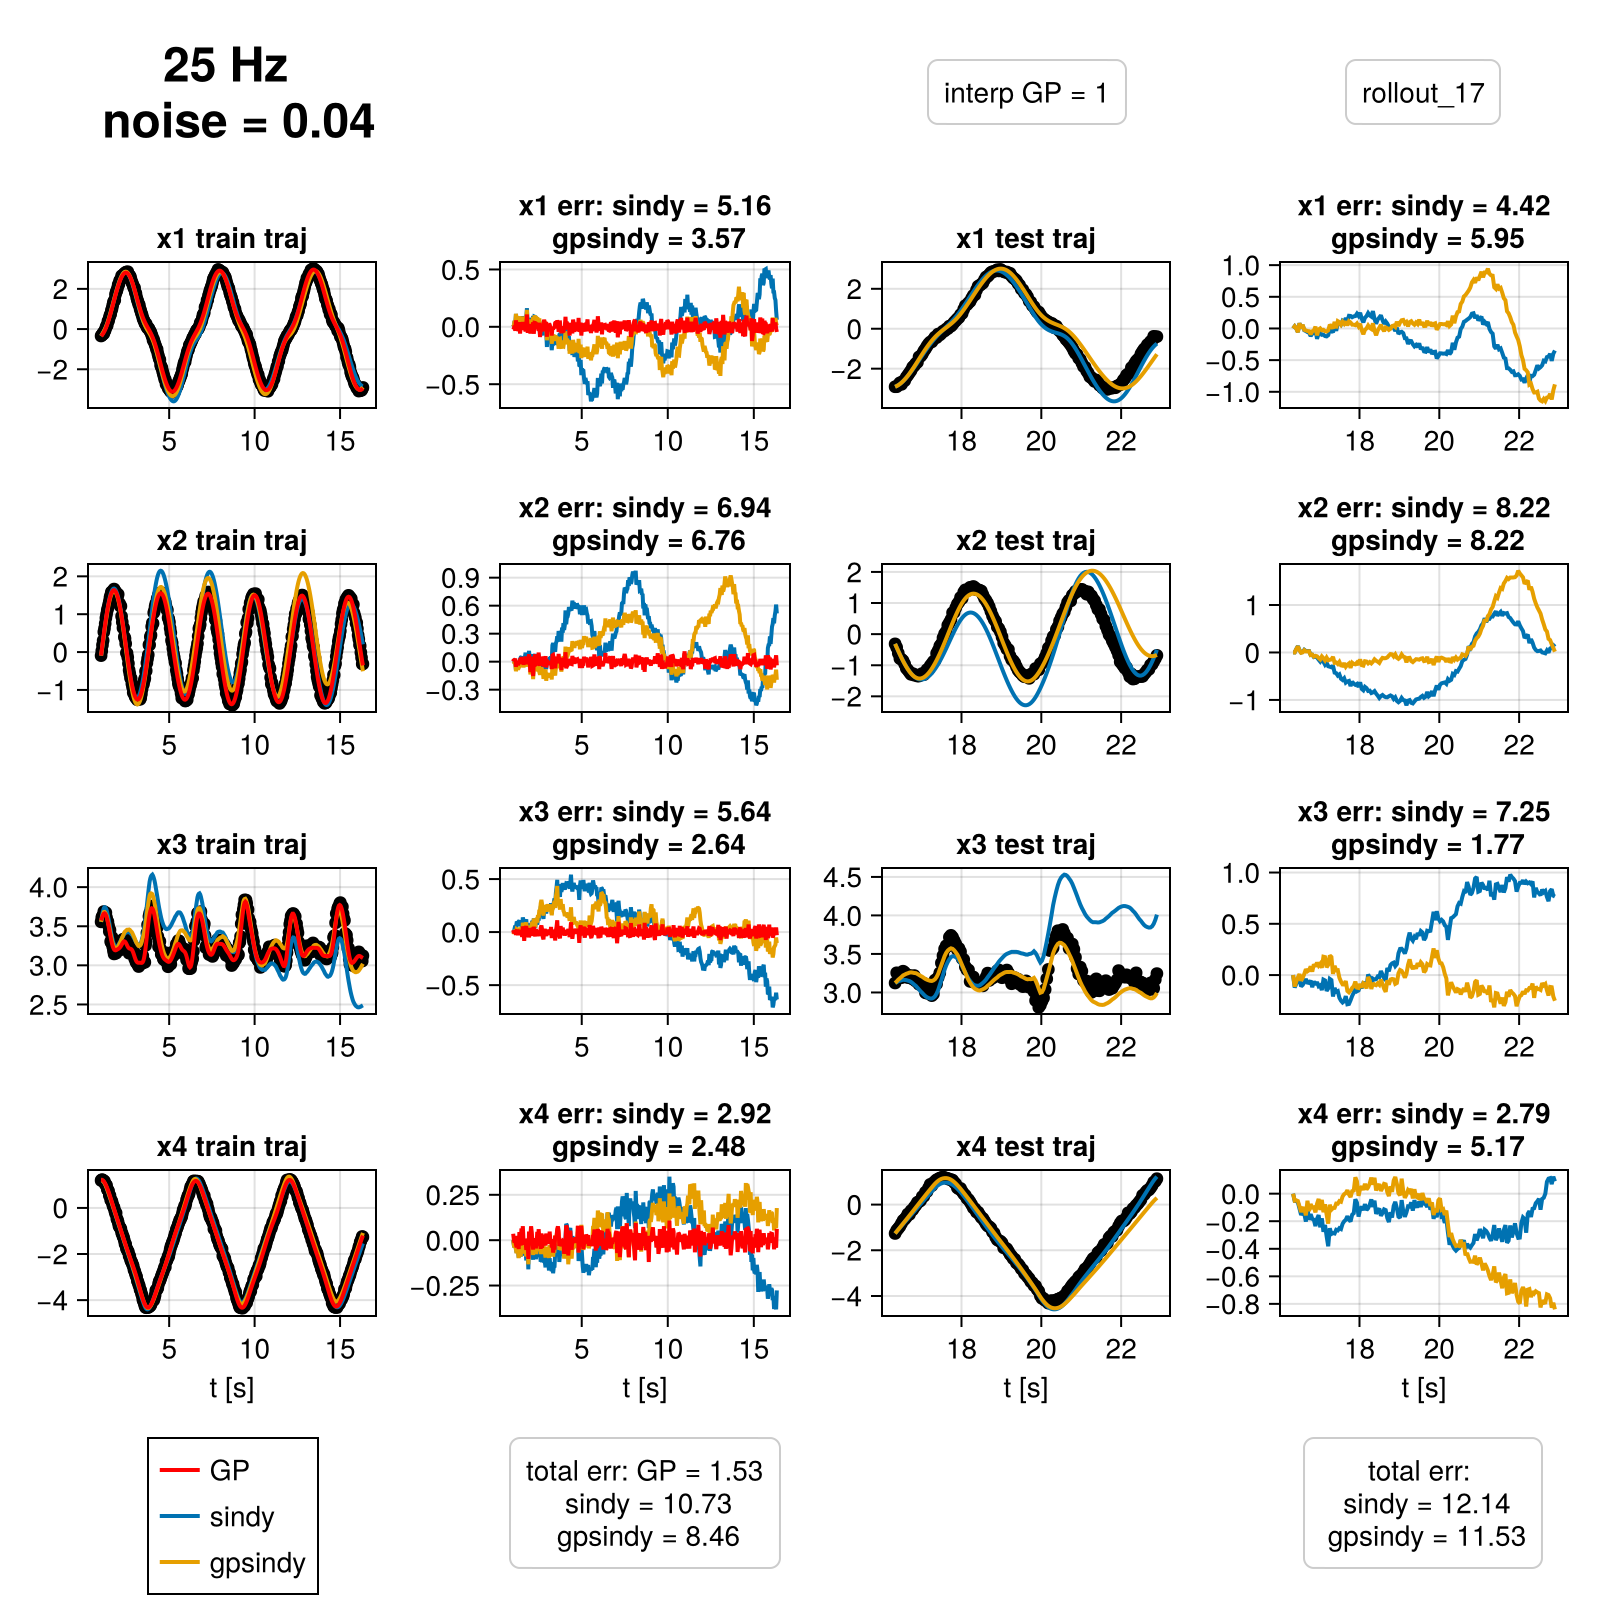 25 Hz
noise = 0.04
interp GP = 1
rollout_17
x1 train traj
2
0
−2
5
10
15
x1 err: sindy = 5.16
gpsindy = 3.57
0.5
0.0
−0.5
5
10
15
x1 test traj
2
0
−2
18
20
22
x1 err: sindy = 4.42
gpsindy = 5.95
1.0
0.5
0.0
−0.5
−1.0
18
20
22
x2 train traj
2
1
0
−1
5
10
15
x2 err: sindy = 6.94
gpsindy = 6.76
0.9
0.6
0.3
0.0
−0.3
5
10
15
x2 test traj
2
1
0
−1
−2
18
20
22
x2 err: sindy = 8.22
gpsindy = 8.22
1
0
−1
18
20
22
x3 train traj
4.0
3.5
3.0
2.5
5
10
15
x3 err: sindy = 5.64
gpsindy = 2.64
0.5
0.0
−0.5
5
10
15
x3 test traj
4.5
4.0
3.5
3.0
18
20
22
x3 err: sindy = 7.25
gpsindy = 1.77
1.0
0.5
0.0
18
20
22
x4 train traj
0
−2
−4
5
10
15
t [s]
x4 err: sindy = 2.92
gpsindy = 2.48
0.25
0.00
−0.25
5
10
15
t [s]
x4 test traj
0
−2
−4
18
20
22
t [s]
x4 err: sindy = 2.79
gpsindy = 5.17
0.0
−0.2
−0.4
−0.6
−0.8
18
20
22
t [s]
GP
sindy
gpsindy
total err: GP = 1.53
sindy = 10.73
gpsindy = 8.46
total err:
sindy = 12.14
gpsindy = 11.53